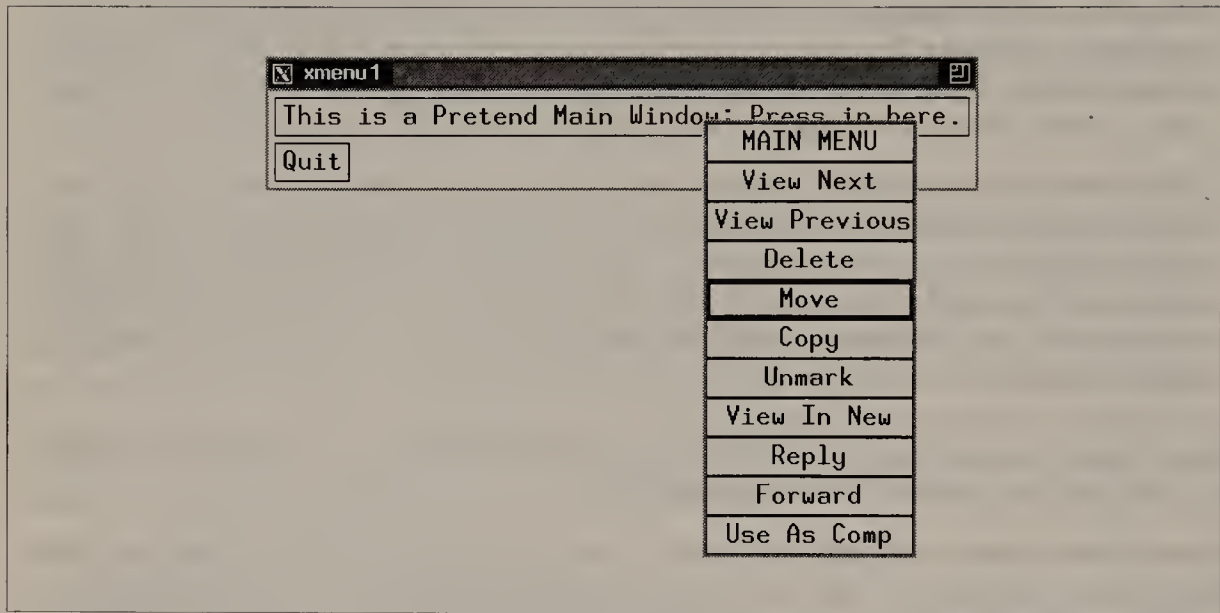 xmenu1
This is a Pretend Main Window; Press in here.
Quit
MAIN MENU
View Next
View Previous
Delete
Move
Copy
Unmark
View In New
Reply
Forward
Use As Comp